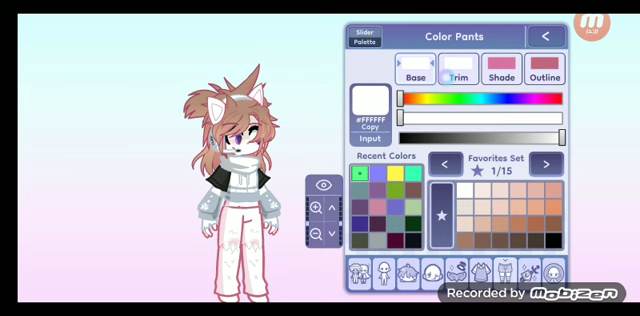 Slider
Palette
Color Pants
<
Base
Trim
Shade
Outline
#FFFFFF
Copy
Input
Recent Colors
<
Favorites Set
★ 1/15
>
★
Recorded by MOBIZEN